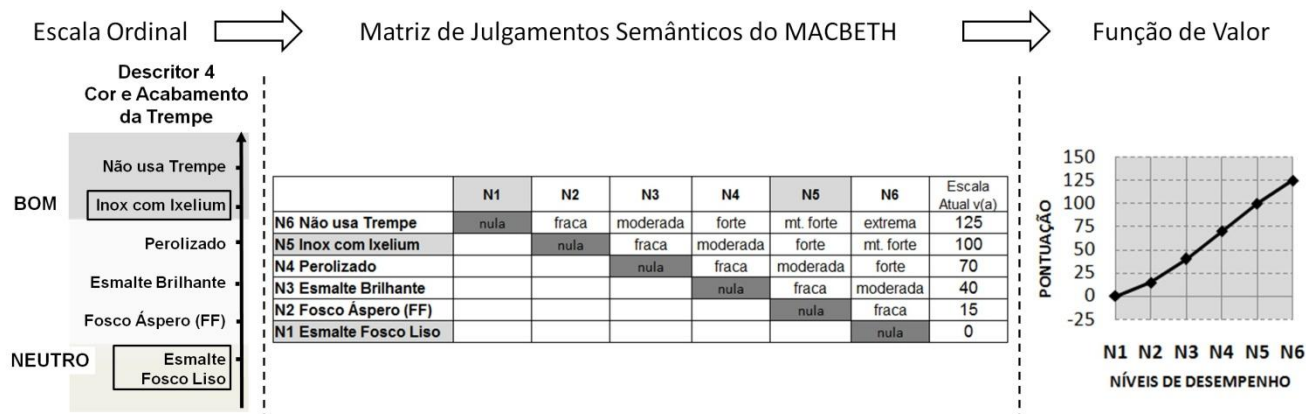 Escala Ordinal
Matriz de Julgamentos Semânticos do MACBETH
Função de Valor
Descritor 4
Cor e Acabamento
da Trempe
Não usa Trempe
BOM
Inox com Ixelium
Perolizado
Esmalte Brilhante
Fosco Áspero (FF)
NEUTRO
Esmalte
Fosco Liso
N1 N2 N3 N4 N5 N6 Escala
Atual v(a)
N6 Não usa Trempe nula fraca moderada forte mt. forte extrema 125
N5 Inox com Ixelium nula fraca moderada forte mt. forte 100
N4 Perolizado nula fraca moderada forte 70
N3 Esmalte Brilhante nula fraca moderada 40
N2 Fosco Áspero (FF) nula fraca 15
N1 Esmalte Fosco Liso nula 0
PONTUAÇÃO
150
125
100
75
50
25
0
-25
N1 N2 N3 N4 N5 N6
NÍVEIS DE DESEMPENHO